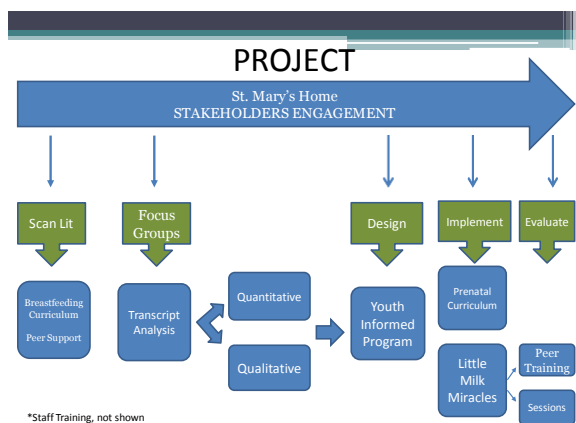 PROJECT
St. Mary's Home
STAKEHOLDERS ENGAGEMENT
Scan Lit
Focus
Groups
Design
Implement
Evaluate
Breastfeeding
Curriculum
Peer Support
Transcript
Analysis
Quantitative
Qualitative
Youth
Informed
Program
Prenatal
Curriculum
Little
Milk
Miracles
Peer
Training
Sessions
*Staff Training, not shown